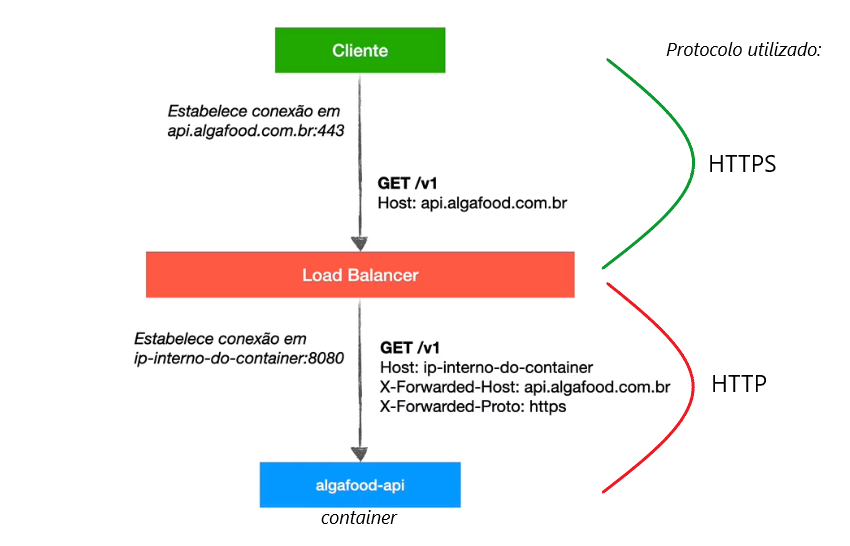 Cliente
Protocolo utilizado:
Estabelece conexão em
api.algafood.com.br:443
HTTPS
GET /v1
Host: api.algafood.com.br
Load Balancer
Estabelece conexão em
ip-interno-do-container:8080
GET /v1
Host: ip-interno-do-container
X-Forwarded-Host: api.algafood.com.br
X-Forwarded-Proto: https
HTTP
algafood-api
container